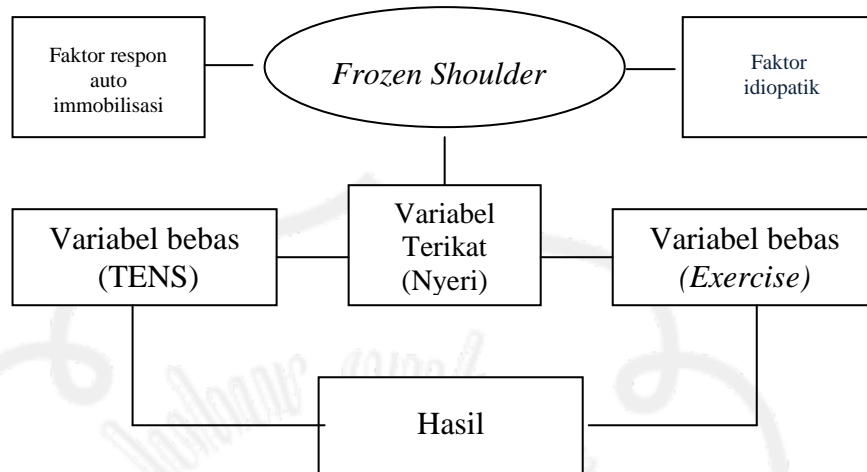 Faktor respon
auto
immobilisasi
Frozen Shoulder
Faktor
idiopatik
Variabel bebas
(TENS)
Variabel
Terikat
(Nyeri)
Variabel bebas
(Exercise)
Hasil